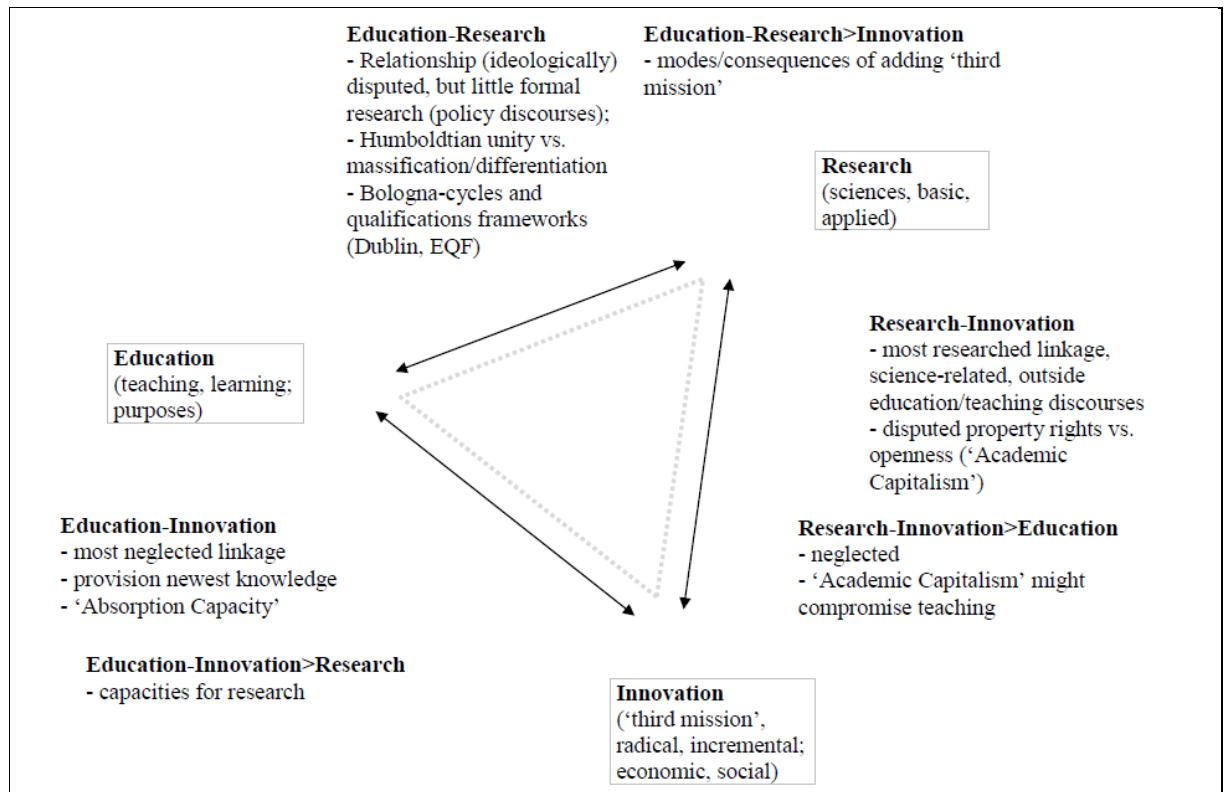 Education-Research
- Relationship (ideologically)
disputed, but little formal
research (policy discourses);
- Humboldtian unity vs.
massification/differentiation
- Bologna-cycles and
qualifications frameworks
(Dublin, EQF)
Education-Research>Innovation
- modes/consequences of adding ‘third
mission’
Research
(sciences, basic,
applied)
Education
(teaching, learning;
purposes)
Research-Innovation
- most researched linkage,
science-related, outside
education/teaching discourses
- disputed property rights vs.
openness (‘Academic
Capitalism’)
Education-Innovation
- most neglected linkage
- provision newest knowledge
- ‘Absorption Capacity’
Research-Innovation>Education
- neglected
- ‘Academic Capitalism’ might
compromise teaching
Education-Innovation>Research
- capacities for research
Innovation
(‘third mission’,
radical, incremental;
economic, social)